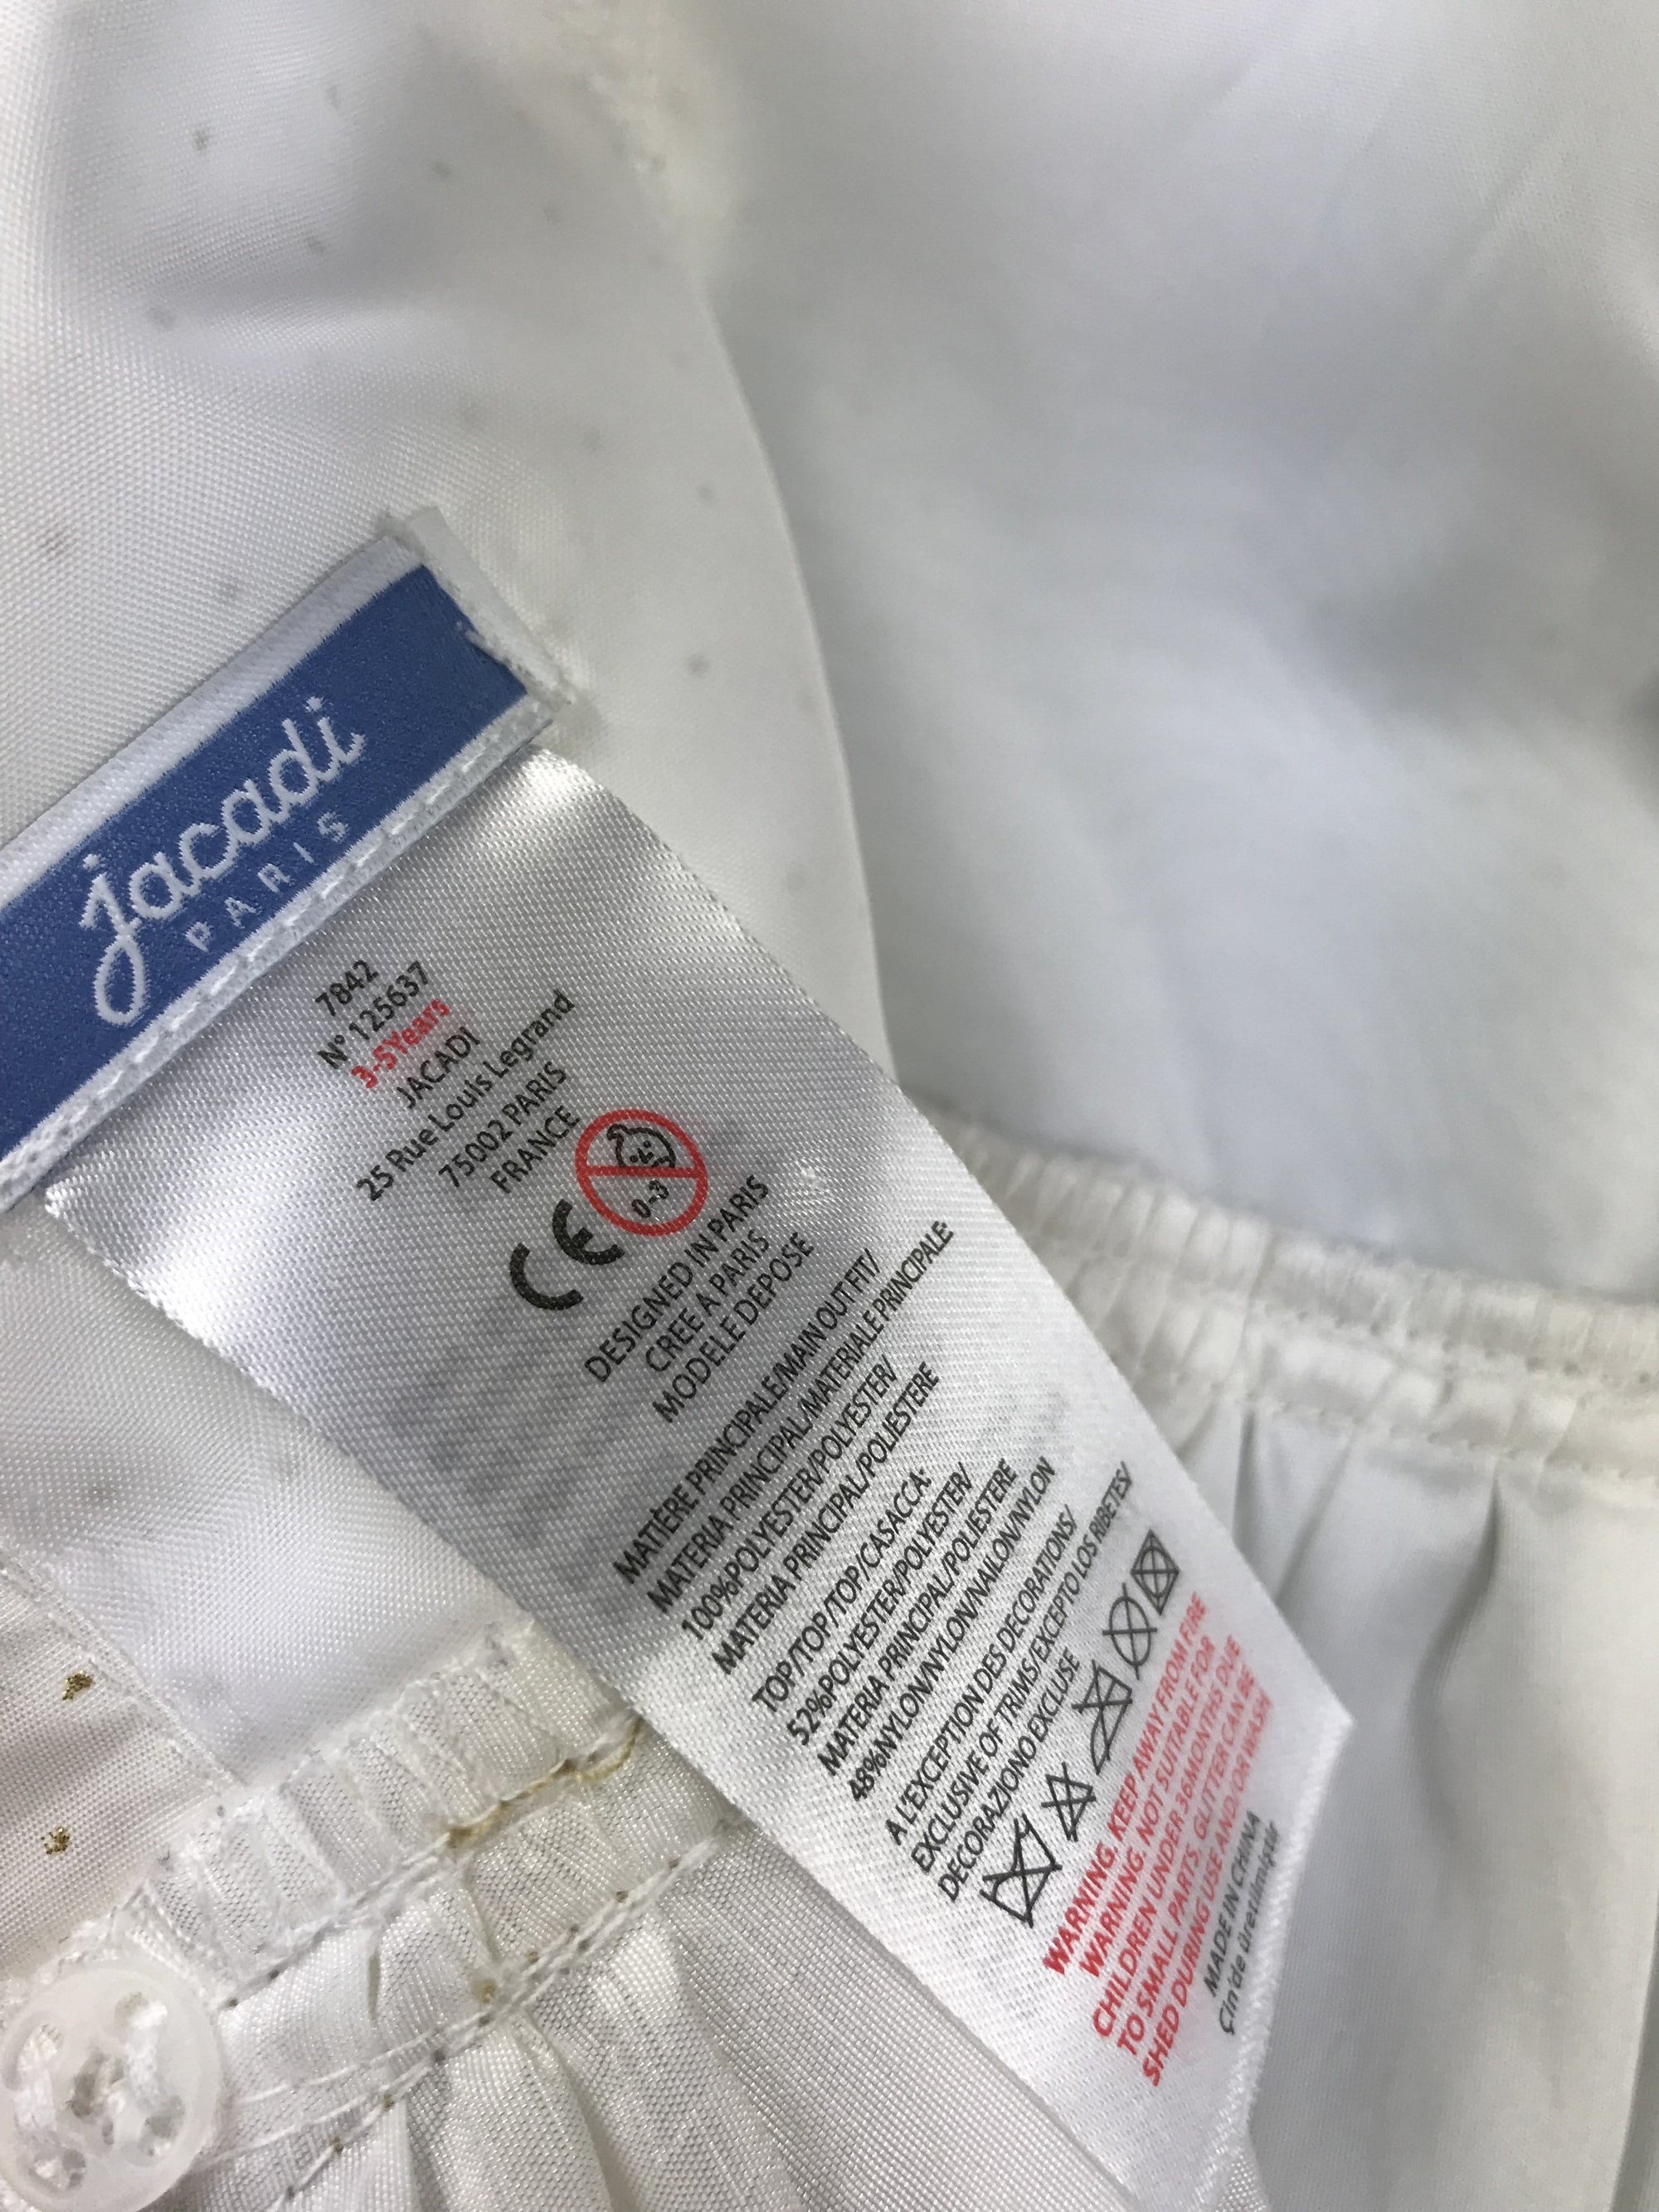 jacadi
PARIS
7842
N° 125637
3-5Years
JACADI
25 Rue Louis Legrand
75002 PARIS
FRANCE
0-3
CE
DESIGNED IN PARIS
CREE A PARIS
MODELE DEPOSE
MATIÈRE PRINCIPALE/MAIN OUT FIT/
MATERIA PRINCIPAL/MATERIALE PRINCIPALE:
100%POLYESTER/POLYESTER/
MATERIA PRINCIPAL/POLIESTERE
TOP/TOP/TOP/CASACCA:
52%POLYESTER/POLYESTER/
MATERIA PRINCIPAL/POLIESTERE
48%NYLON/NYLON/NAILON/NYLON
A L'EXCEPTION DES DECORATIONS/
EXCLUSIVE OF TRIMS/EXCEPTO LOS RIBETES/
DECORAZIONO EXCLUSE
WARNING. KEEP AWAY FROM FIRE
WARNING. NOT SUITABLE FOR
CHILDREN UNDER 36MONTHS DUE
TO SMALL PARTS. GLITTER CAN BE
SHED DURING USE AND/OR WASH
MADE IN CHINA
Çin'de üretilmiştir